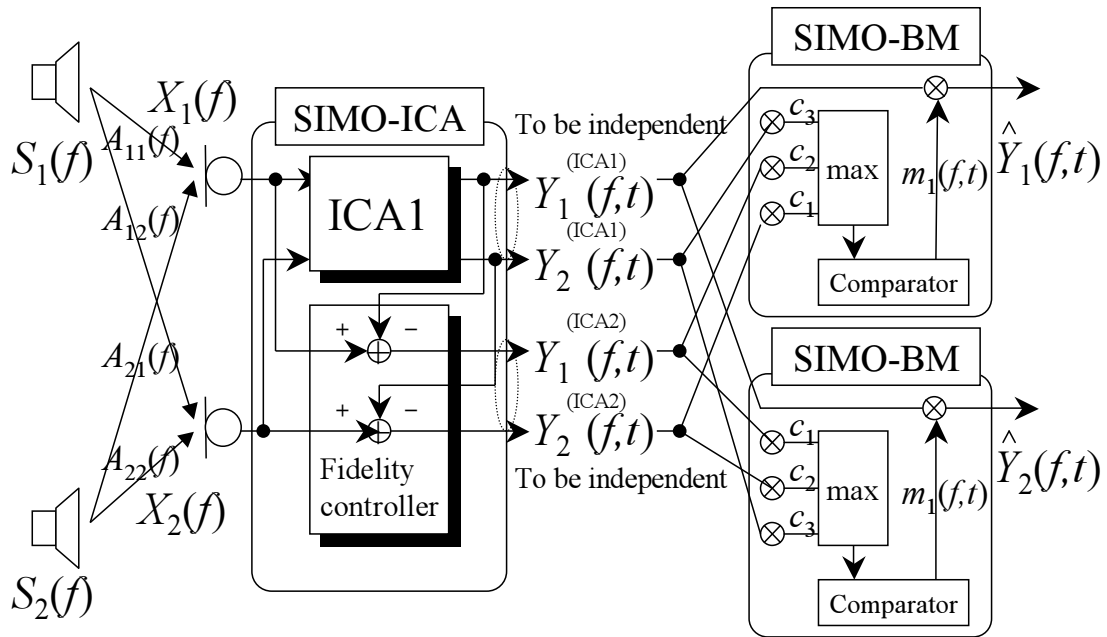 SIMO-BM
X₁(f)
S₁(f)
A₁₁(f)
A₁₂(f)
A₂₁(f)
A₂₂(f)
X₂(f)
S₂(f)
SIMO-ICA
ICA1
+ −
+ −
Fidelity
controller
To be independent
Y₁^(ICA1)(f,t)
Y₂^(ICA1)(f,t)
Y₁^(ICA2)(f,t)
Y₂^(ICA2)(f,t)
To be independent
c₃
c₂
c₁
max
m₁(f,t)
Comparator
Ŷ₁(f,t)
SIMO-BM
c₁
c₂
c₃
max
m₁(f,t)
Comparator
Ŷ₂(f,t)